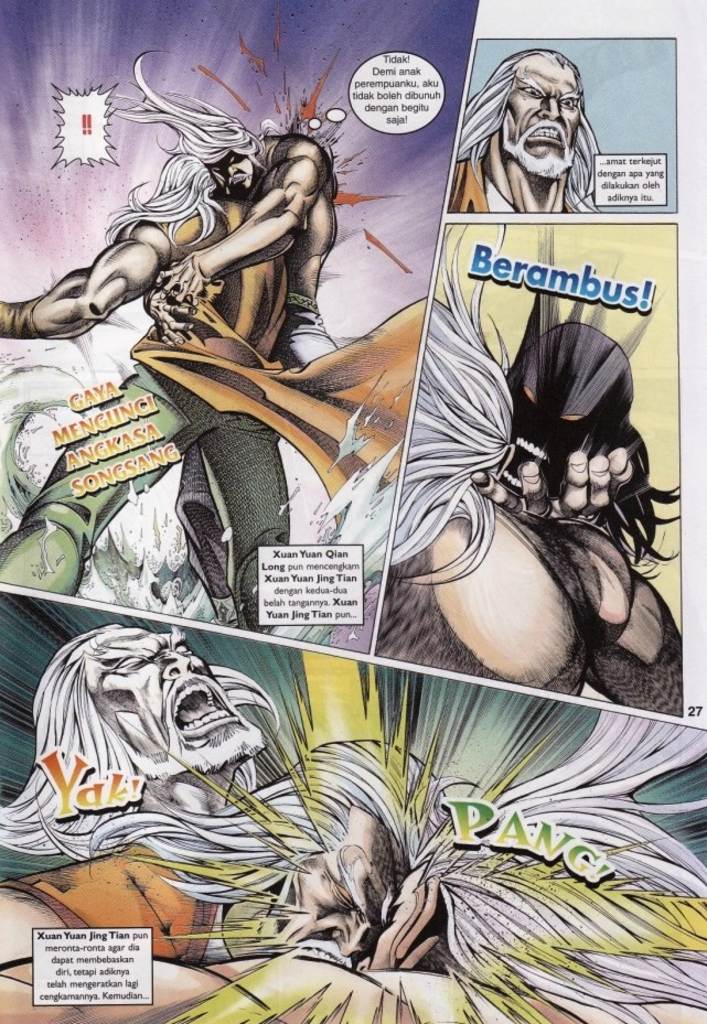 !!
Tidak!
Demi anak
perempuanku, aku
tidak boleh dibunuh
dengan begitu
saja!
...amat terkejut
dengan apa yang
dilakukan oleh
adiknya itu.
GAYA
MENGUNCI
ANGKASA
SONGSANG
Xuan Yuan Qian
Long pun mencengkam
Xuan Yuan Jing Tian
dengan kedua-dua
belah tangannya. Xuan
Yuan Jing Tian pun...
Berambus!
27
Yak!
PANG!
Xuan Yuan Jing Tian pun
meronta-ronta agar dia
dapat membebaskan
diri, tetapi adiknya
telah mengeratkan lagi
cengkamannya. Kemudian...